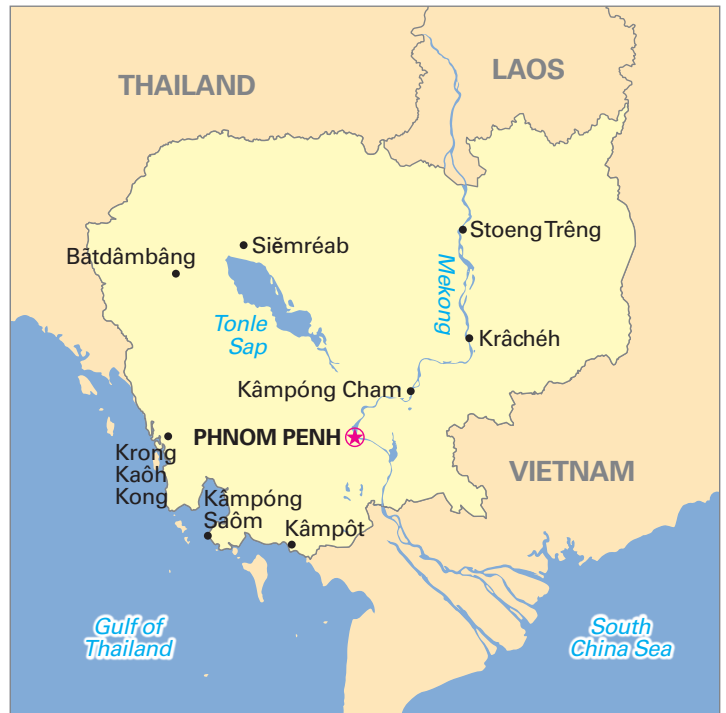 THAILAND
LAOS
Stoeng Trêng
Siĕmréab
Bătdâmbâng
Mekong
Tonle
Sap
Krâchéh
Kâmpóng Cham
PHNOM PENH
Krong
Kaôh
Kong
VIETNAM
Kâmpóng
Saôm
Kâmpôt
Gulf of
Thailand
South
China Sea